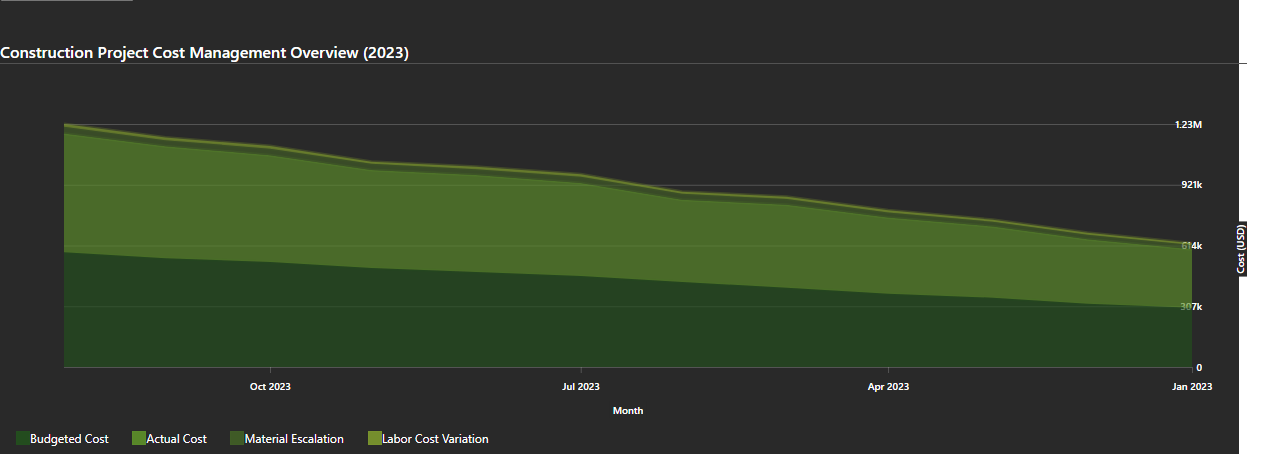 Construction Project Cost Management Overview (2023)
1.23M
921k
614k
307k
0
Cost (USD)
Oct 2023
Jul 2023
Apr 2023
Jan 2023
Month
Budgeted Cost
Actual Cost
Material Escalation
Labor Cost Variation